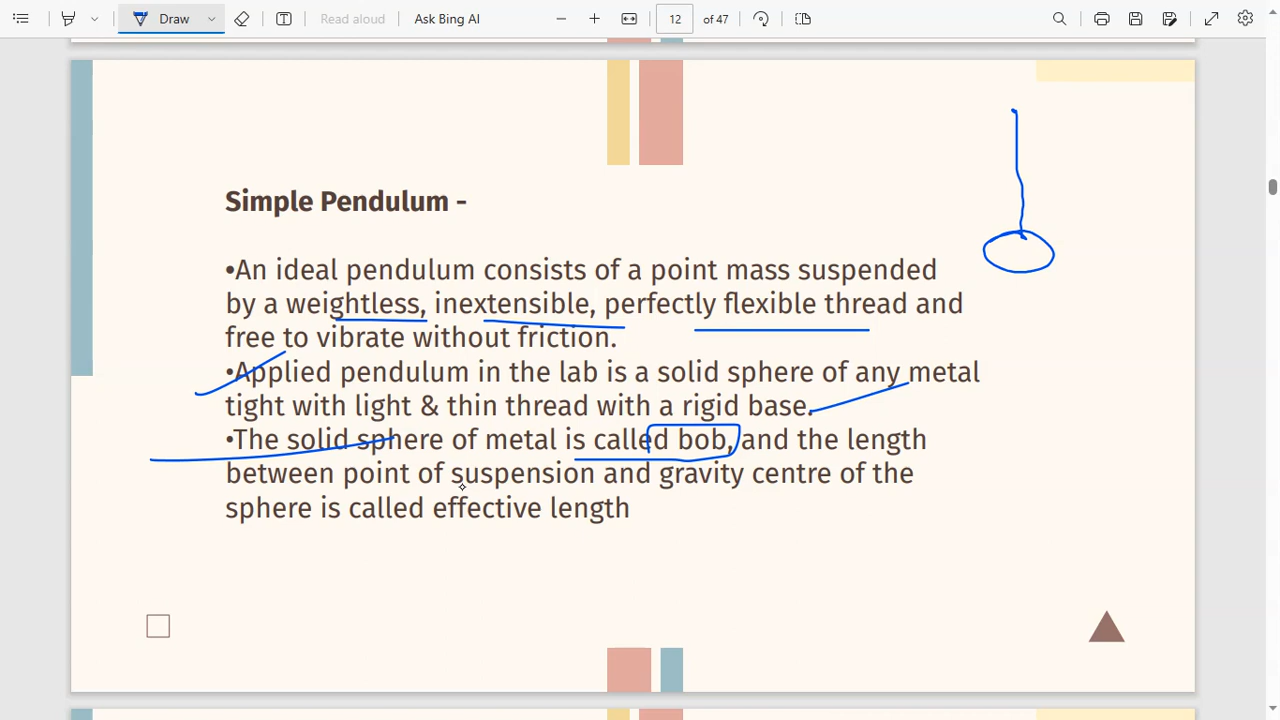 Draw
Read aloud
Ask Bing AI
12
of 47
Simple Pendulum -
•An ideal pendulum consists of a point mass suspended
by a weightless, inextensible, perfectly flexible thread and
free to vibrate without friction.
•Applied pendulum in the lab is a solid sphere of any metal
tight with light & thin thread with a rigid base.
•The solid sphere of metal is called bob, and the length
between point of suspension and gravity centre of the
sphere is called effective length